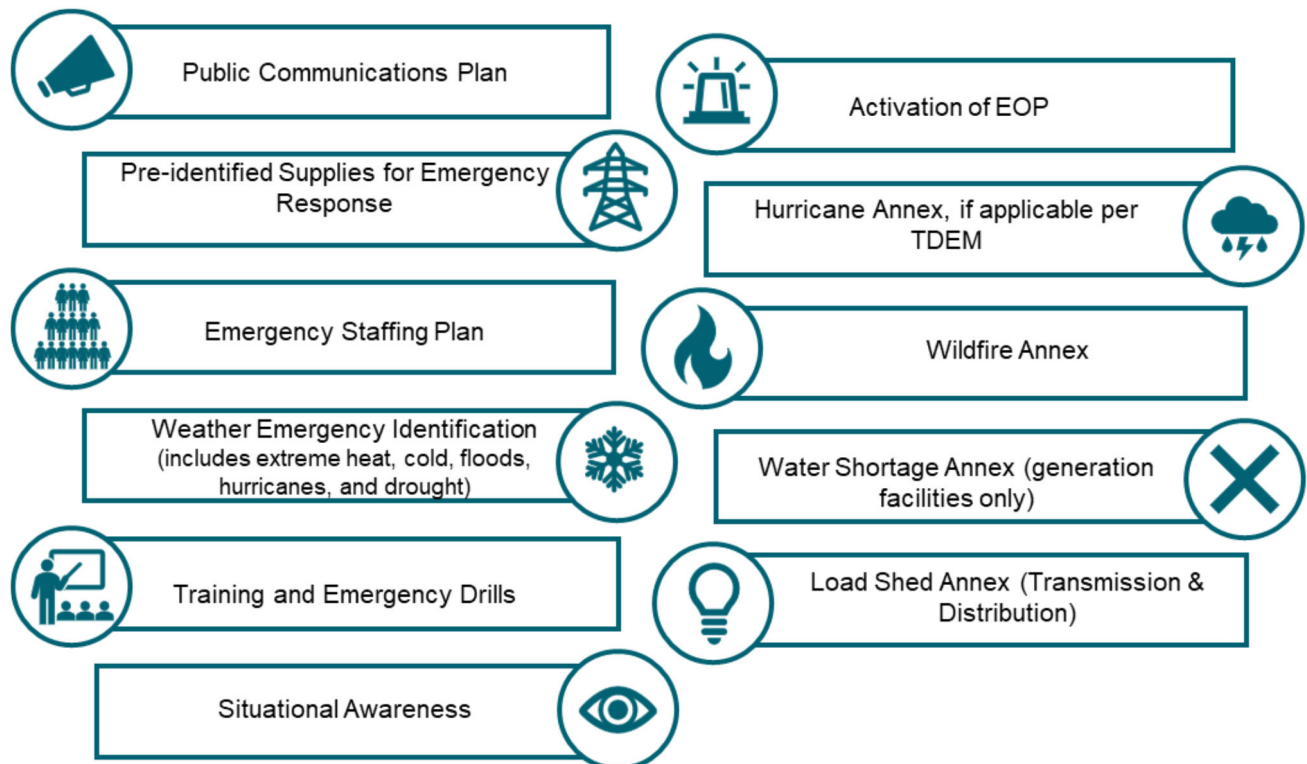 Public Communications Plan
Pre-identified Supplies for Emergency
Response
Emergency Staffing Plan
Weather Emergency Identification
(includes extreme heat, cold, floods,
hurricanes, and drought)
Training and Emergency Drills
Situational Awareness
Activation of EOP
Hurricane Annex, if applicable per
TDEM
Wildfire Annex
Water Shortage Annex (generation
facilities only)
Load Shed Annex (Transmission &
Distribution)